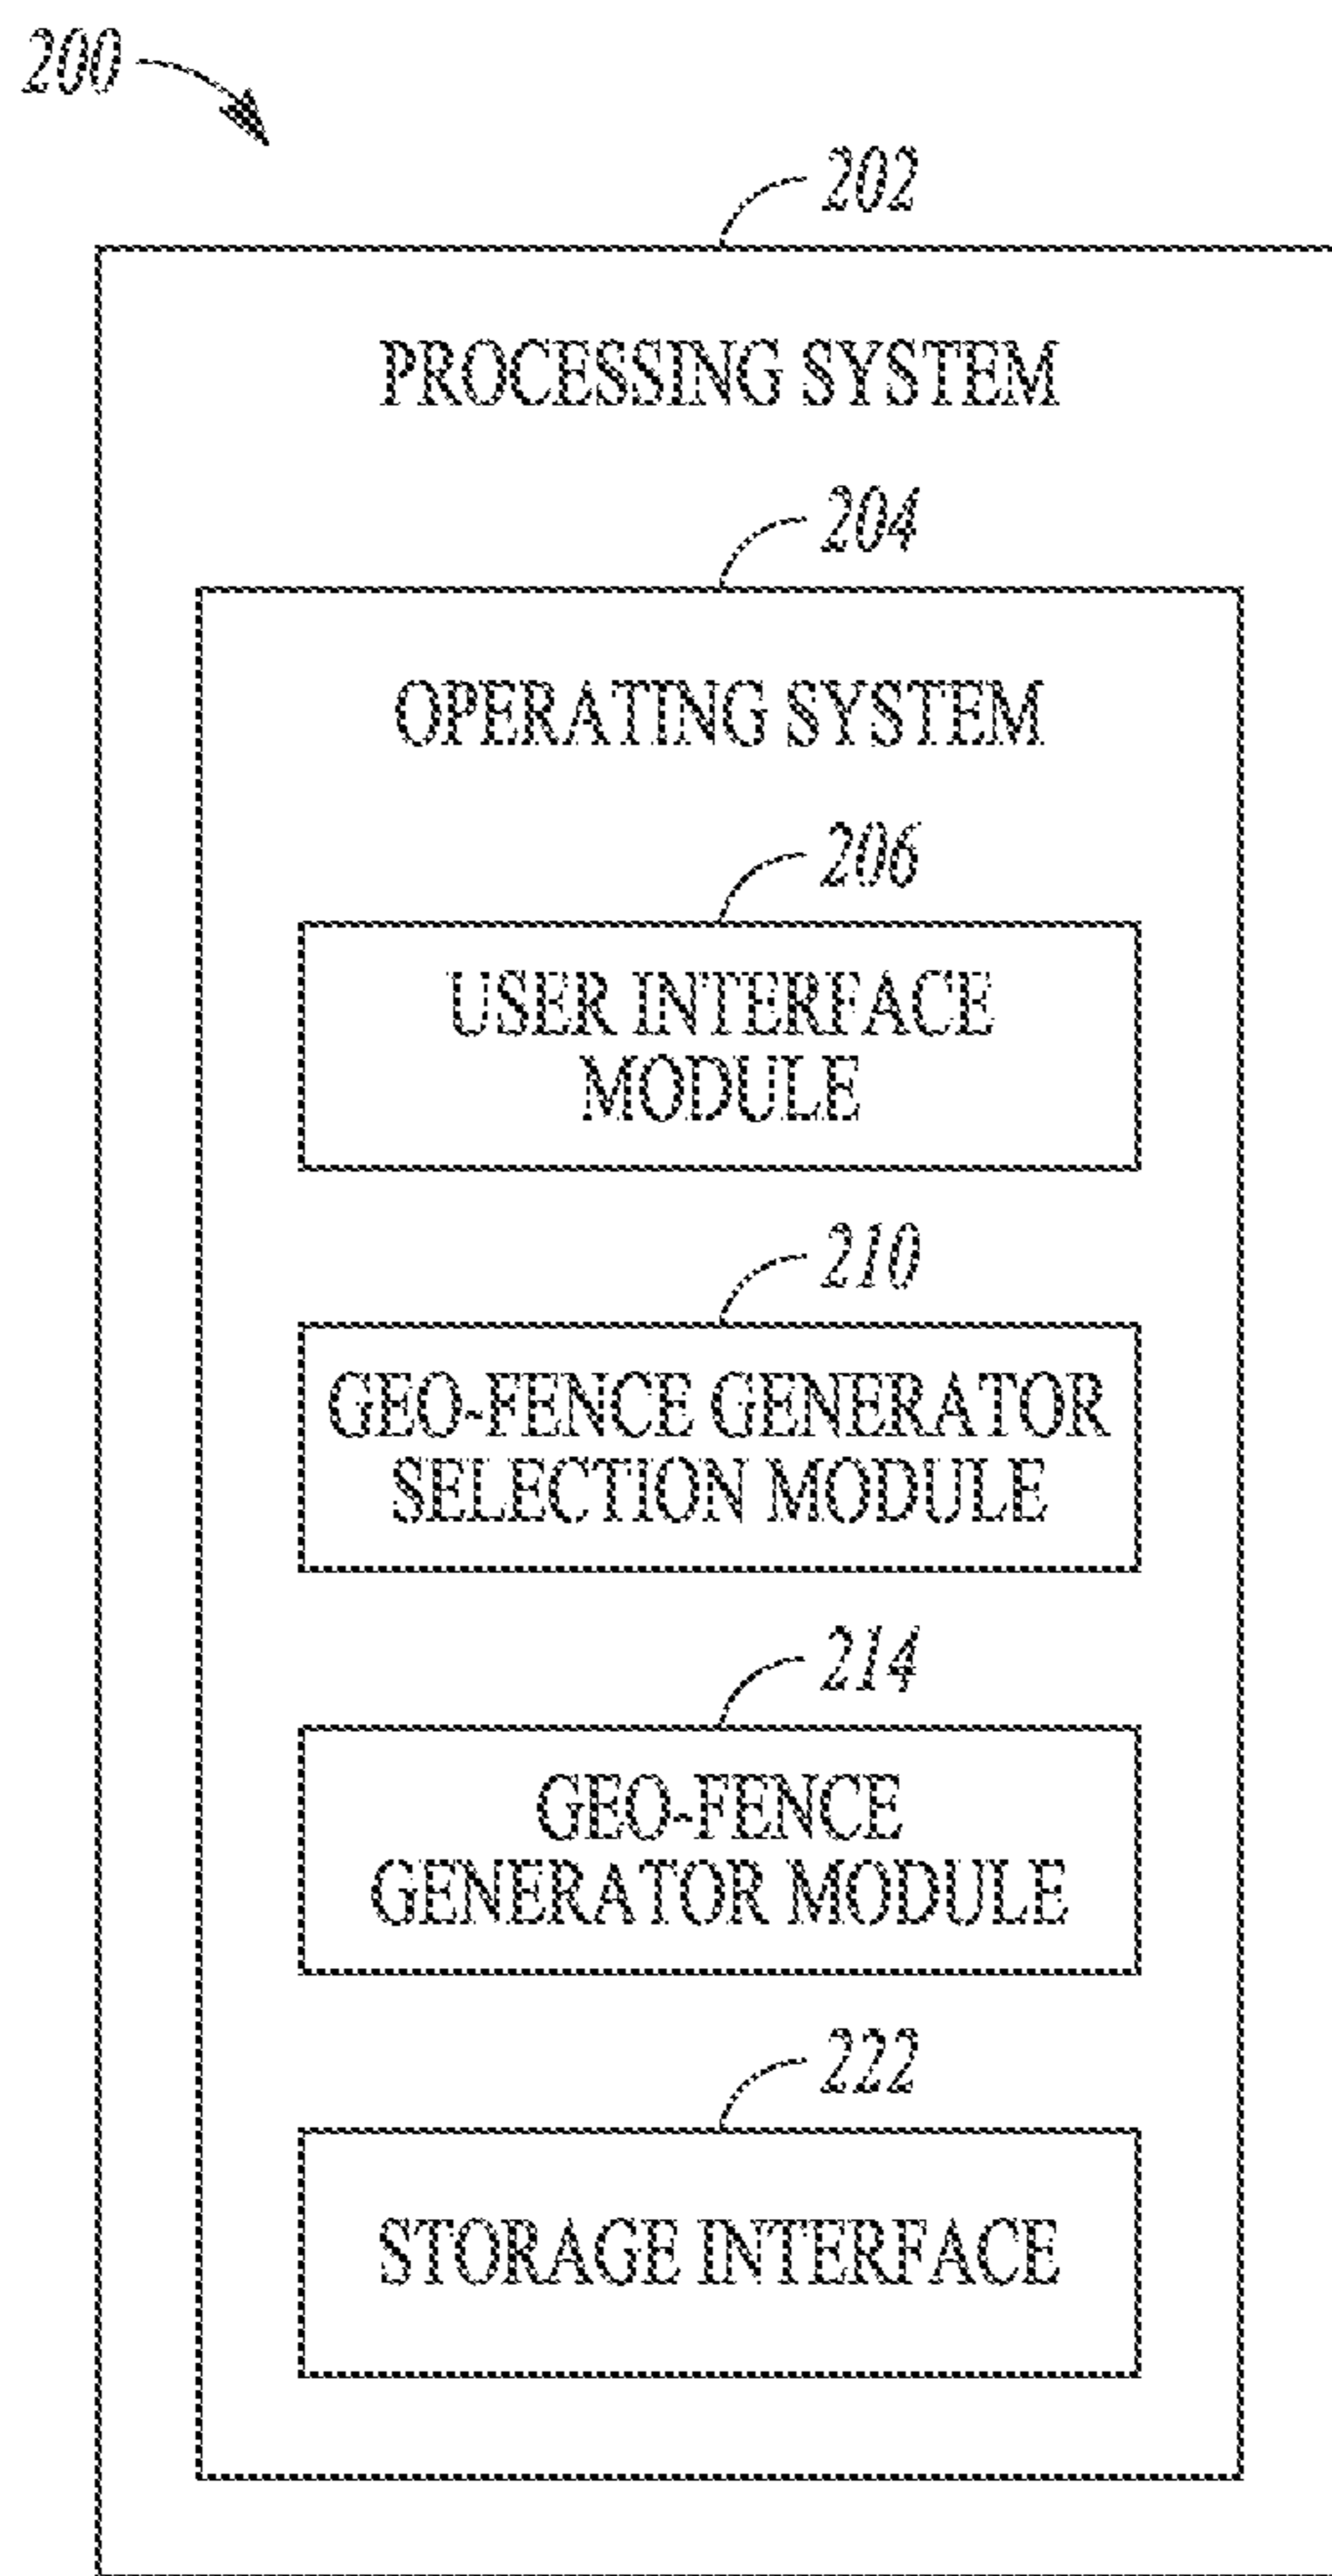 200
202
PROCESSING SYSTEM
204
OPERATING SYSTEM
206
USER INTERFACE
MODULE
210
GEO-FENCE GENERATOR
SELECTION MODULE
214
GEO-FENCE
GENERATOR MODULE
222
STORAGE INTERFACE